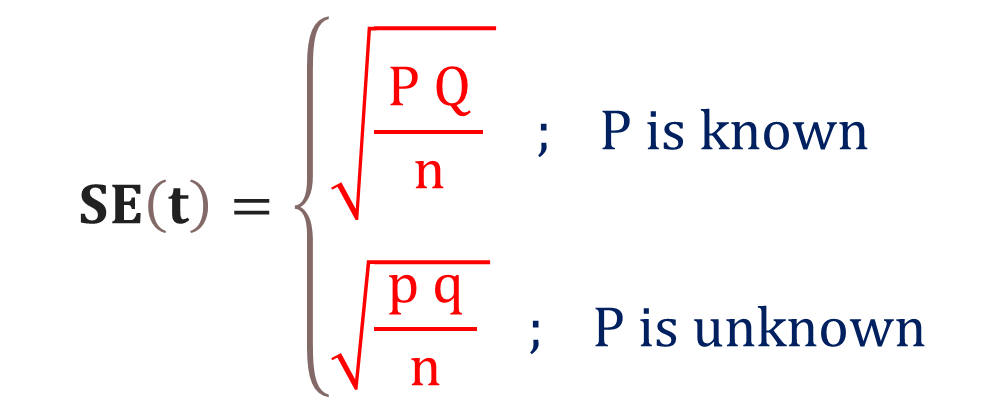 SE(t) = { √(P Q / n) ; P is known
√(p q / n) ; P is unknown